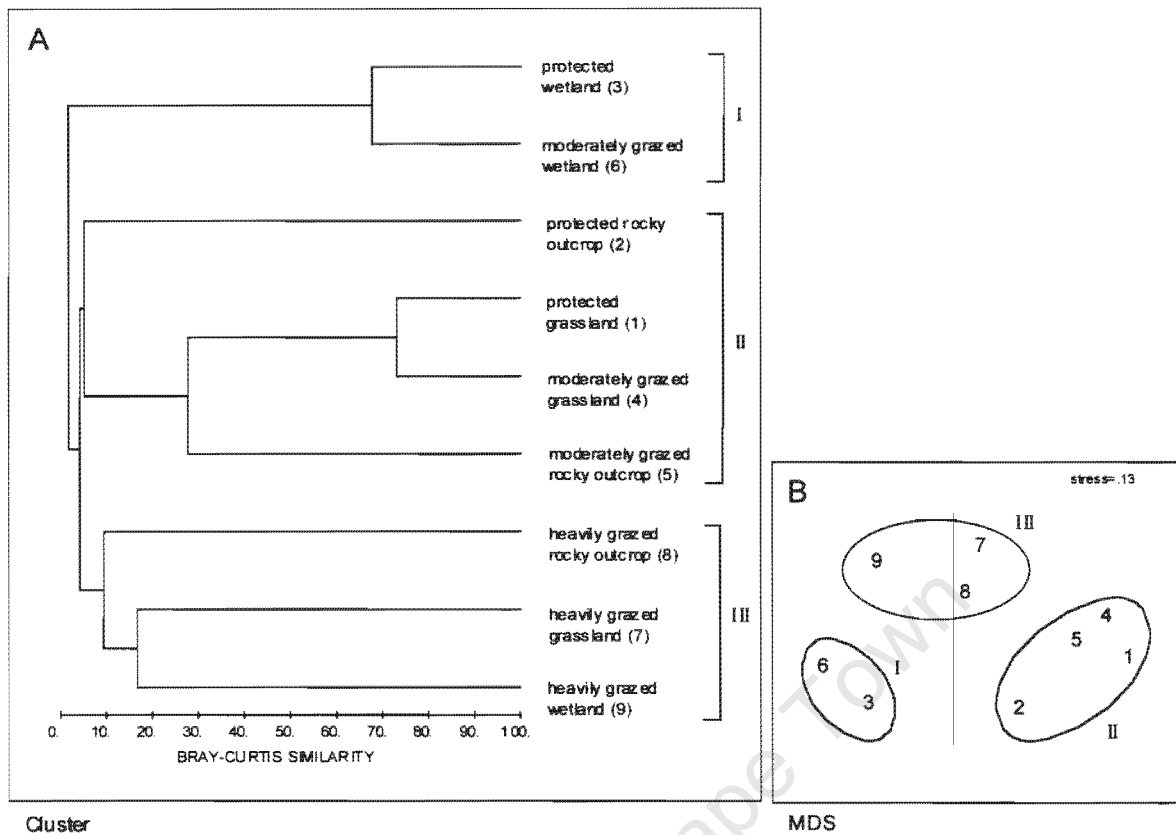 A
protected
wetland (3)
moderately grazed
wetland (6)
I
protected rocky
outcrop (2)
protected
grassland (1)
moderately grazed
grassland (4)
moderately grazed
rocky outcrop (5)
II
heavily grazed
rocky outcrop (8)
heavily grazed
grassland (7)
heavily grazed
wetland (9)
III
0. 10. 20. 30. 40. 50. 60. 70. 80. 90. 100.
BRAY-CURTIS SIMILARITY
Cluster
B
stress=.13
III
9
7
8
6
I
3
4
5
1
2
II
MDS
ape Town